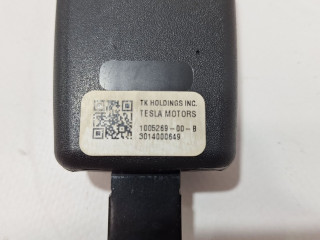 TK HOLDINGS INC.
TESLA MOTORS
1005269-00-B
3014000649